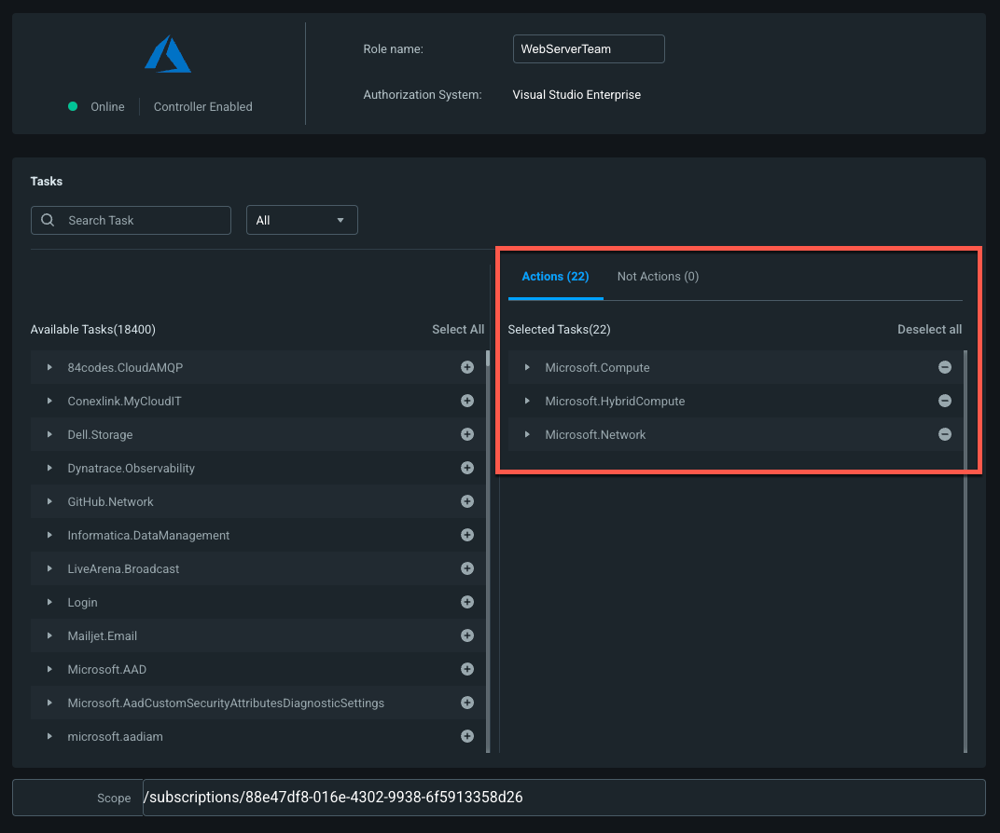 Role name: WebServerTeam
Online Controller Enabled
Authorization System: Visual Studio Enterprise
Tasks
Search Task All
Actions (22) Not Actions (0)
Available Tasks(18400) Select All
Selected Tasks(22) Deselect all
84codes.CloudAMQP
Conexlink.MyCloudIT
Dell.Storage
Dynatrace.Observability
GitHub.Network
Informatica.DataManagement
LiveArena.Broadcast
Login
Mailjet.Email
Microsoft.AAD
Microsoft.AadCustomSecurityAttributesDiagnosticSettings
microsoft.aadiam
Microsoft.Compute
Microsoft.HybridCompute
Microsoft.Network
Scope /subscriptions/88e47df8-016e-4302-9938-6f5913358d26